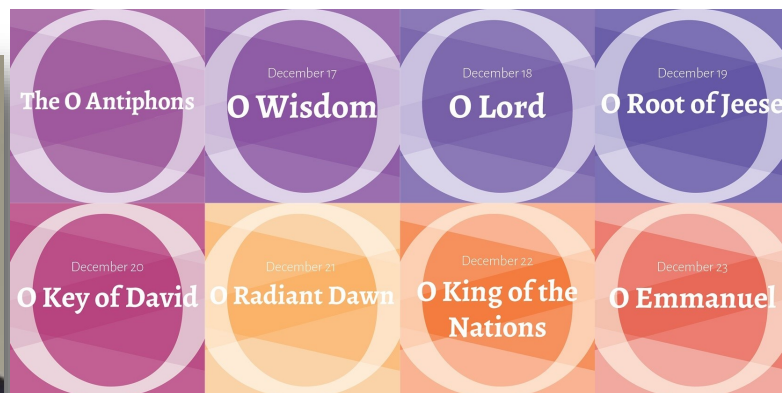 The O Antiphons
December 17
O Wisdom
December 18
O Lord
December 19
O Root of Jeese
December 20
O Key of David
December 21
O Radiant Dawn
December 22
O King of the
Nations
December 23
O Emmanuel